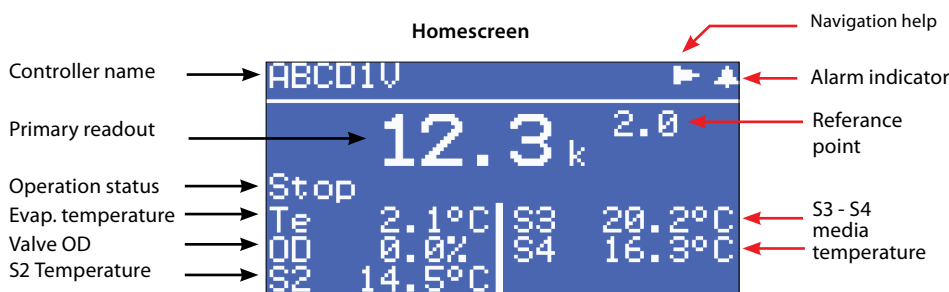 Homescreen
Navigation help
Controller name
ABCD1V
Alarm indicator
Primary readout
12.3 k
2.0
Referance
point
Operation status
Stop
Evap. temperature
Te 2.1°C
S3 20.2°C
S3 - S4
media
temperature
Valve OD
OD 0.0%
S4 16.3°C
S2 Temperature
S2 14.5°C